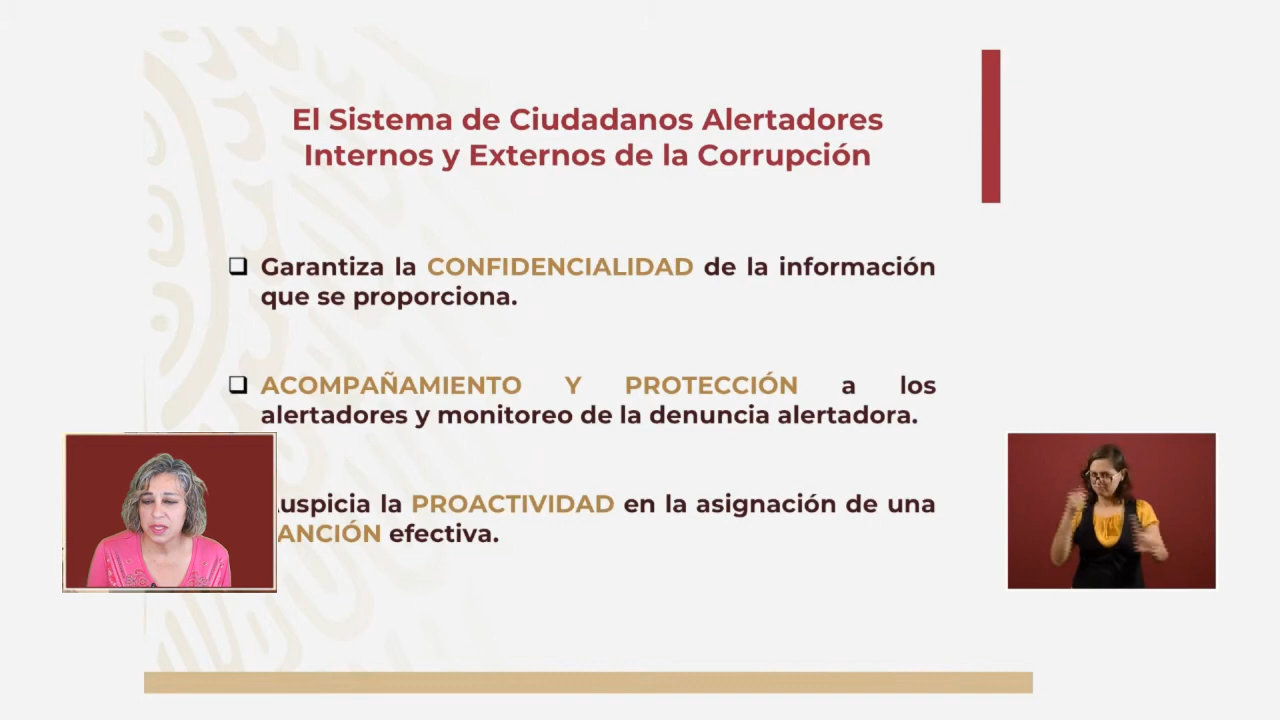 El Sistema de Ciudadanos Alertadores
Internos y Externos de la Corrupción
Garantiza la CONFIDENCIALIDAD de la información
que se proporciona.
ACOMPAÑAMIENTO Y PROTECCIÓN a los
alertadores y monitoreo de la denuncia alertadora.
uspicia la PROACTIVIDAD en la asignación de una
ANCIÓN efectiva.